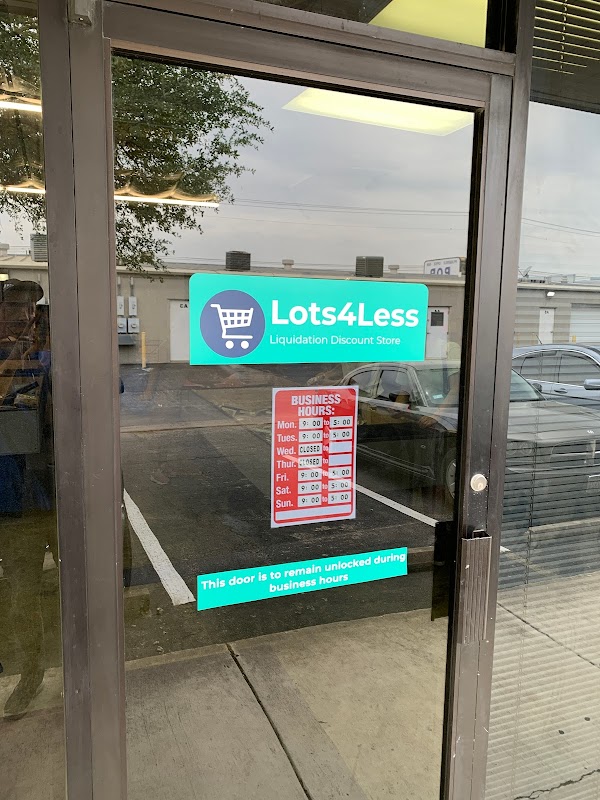 Lots4Less
Liquidation Discount Store
BUSINESS
HOURS:
Mon. 9:00 to 5:00
Tues. 9:00 to 5:00
Wed. CLOSED to
Thur. CLOSED to
Fri. 9:00 to 5:00
Sat. 9:00 to 5:00
Sun. 9:00 to 5:00
This door is to remain unlocked during
business hours